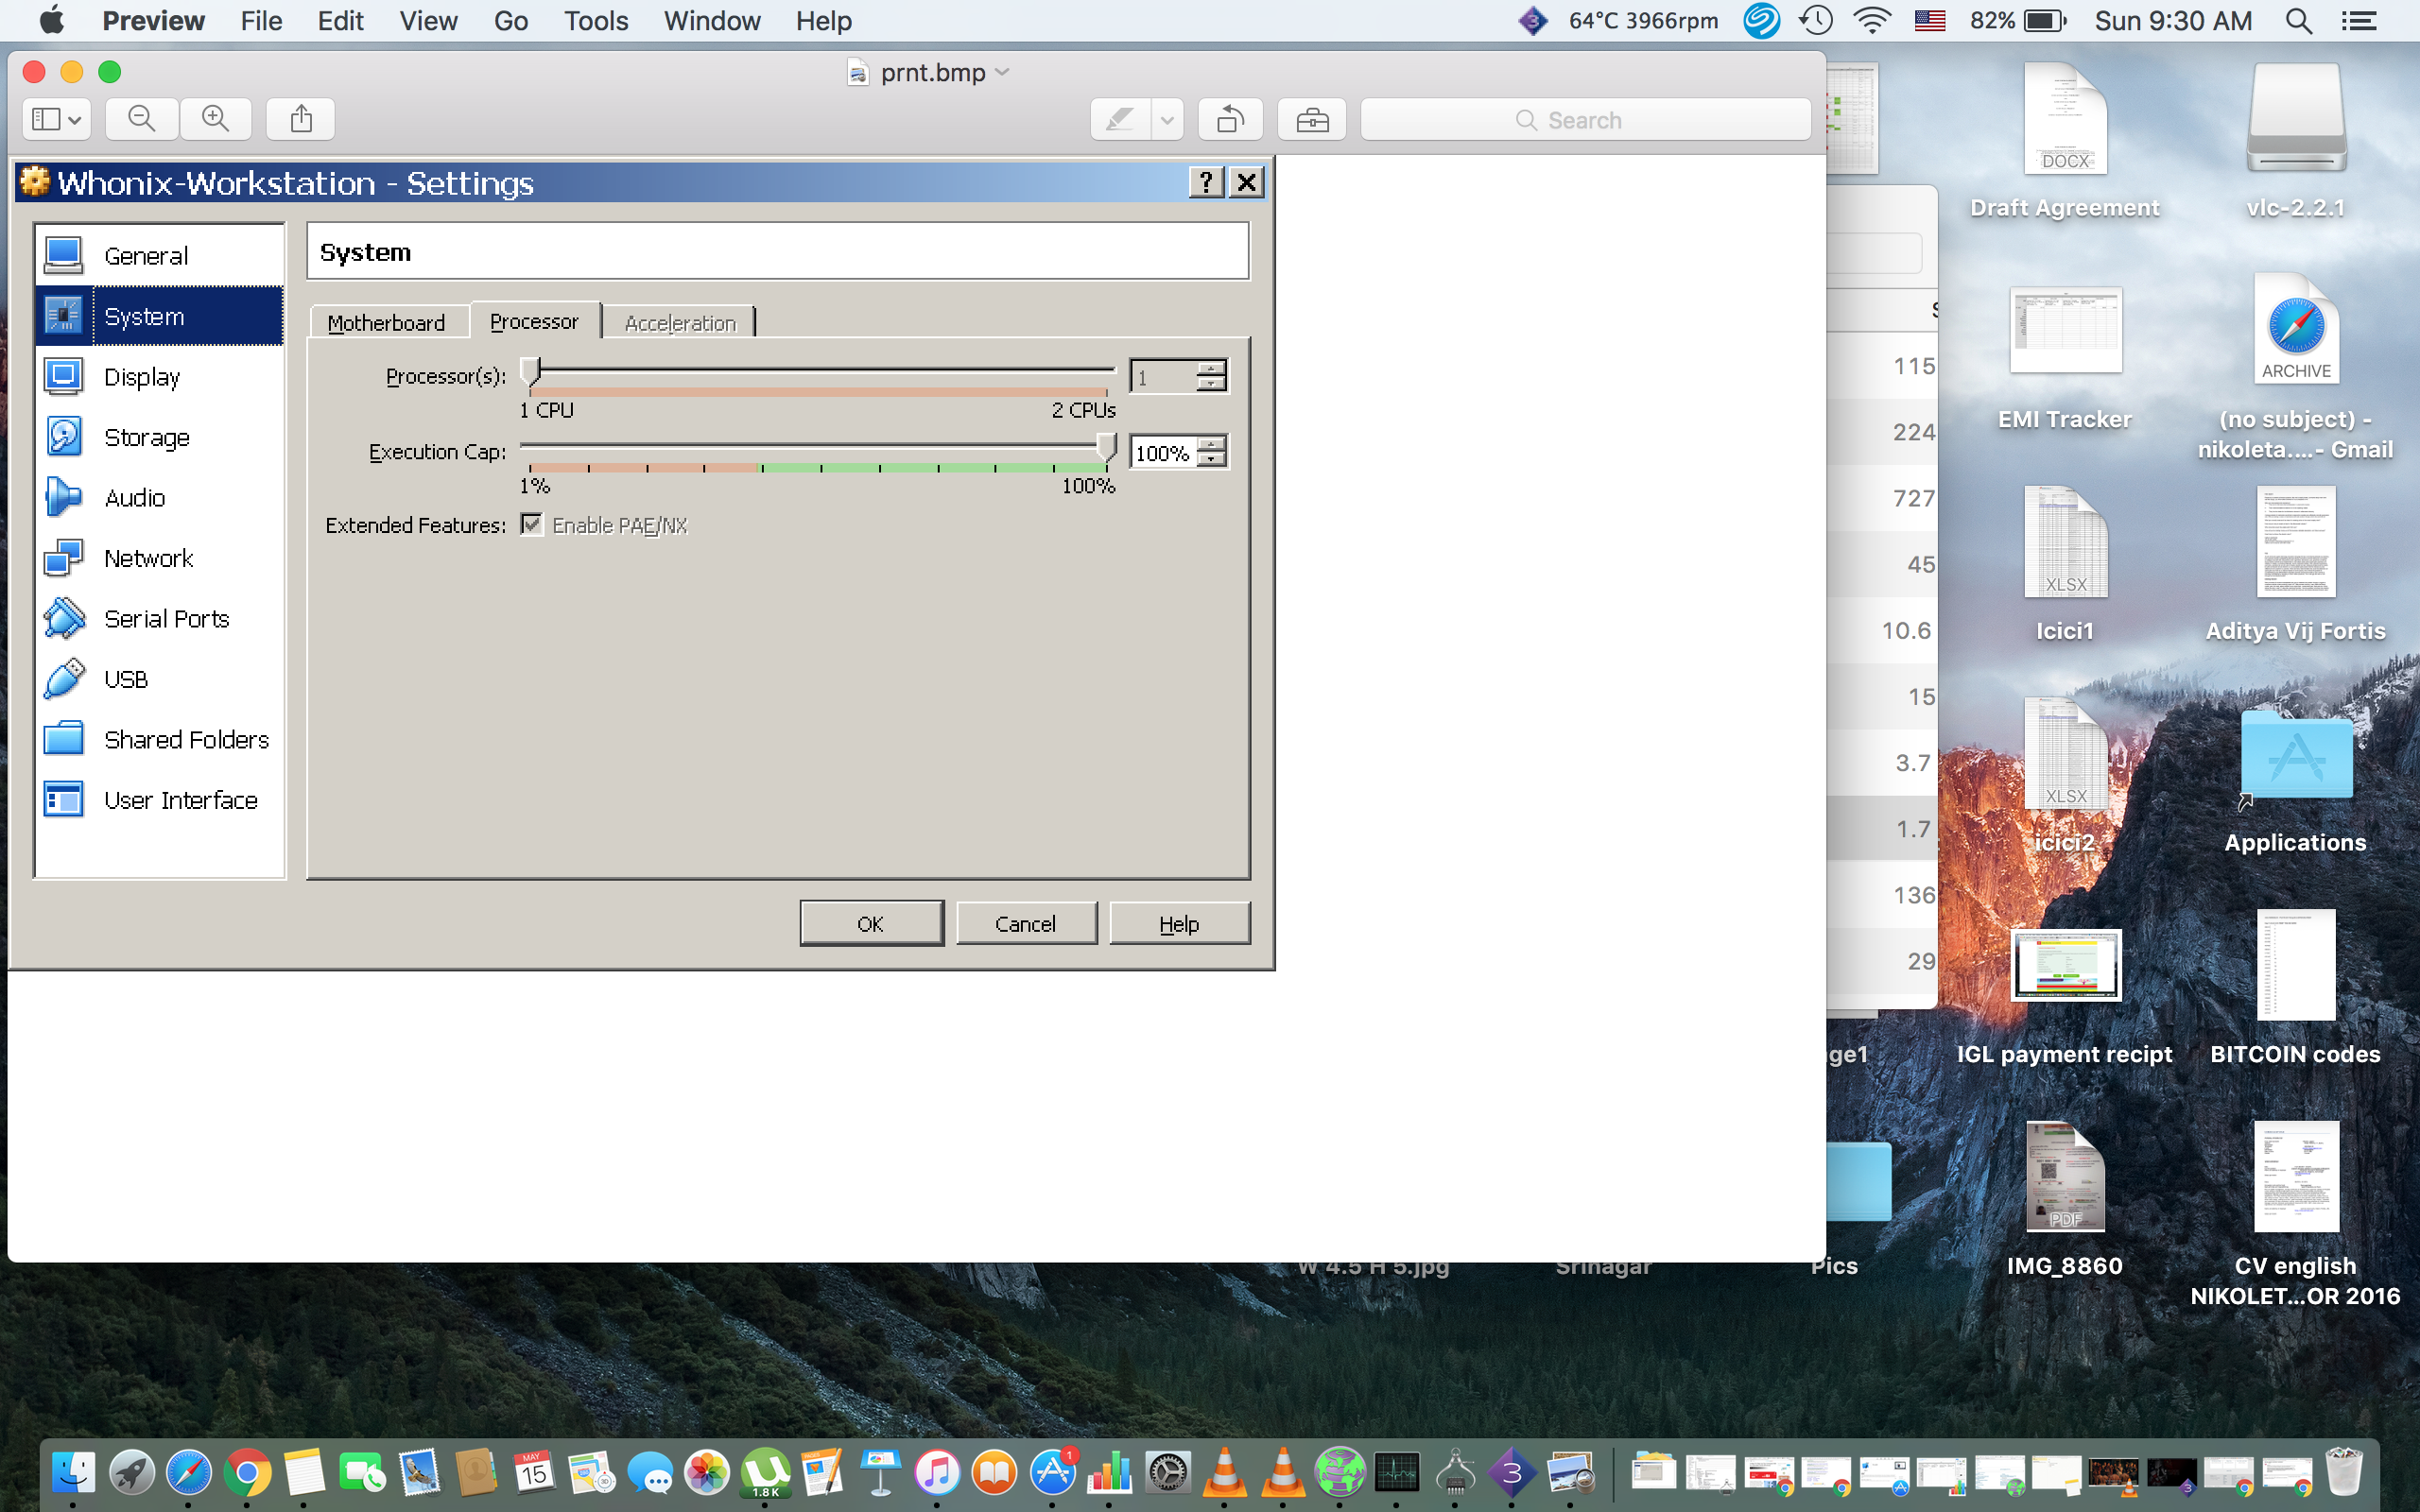 Preview File Edit View Go Tools Window Help
3 64°C 3966rpm 82% Sun 9:30 AM
prnt.bmp
Search
Whonix-Workstation - Settings
General
System
Display
Storage
Audio
Network
Serial Ports
USB
Shared Folders
User Interface
System
Motherboard Processor Acceleration
Processor(s): 1
1 CPU 2 CPUs
Execution Cap: 100%
1% 100%
Extended Features: Enable PAE/NX
OK Cancel Help
S
115
224
727
45
10.6
15
3.7
1.7
136
29
DOCX
Draft Agreement
vlc-2.2.1
EMI Tracker
ARCHIVE
(no subject) -
nikoleta....- Gmail
XLSX
Icici1
Aditya Vij Fortis
XLSX
icici2
Applications
ge1
IGL payment recipt
BITCOIN codes
W 4.5 H 5.jpg
Srinagar
Pics
PDF
IMG_8860
CV english
NIKOLET...OR 2016
MAY
15
1.8 K
1
3